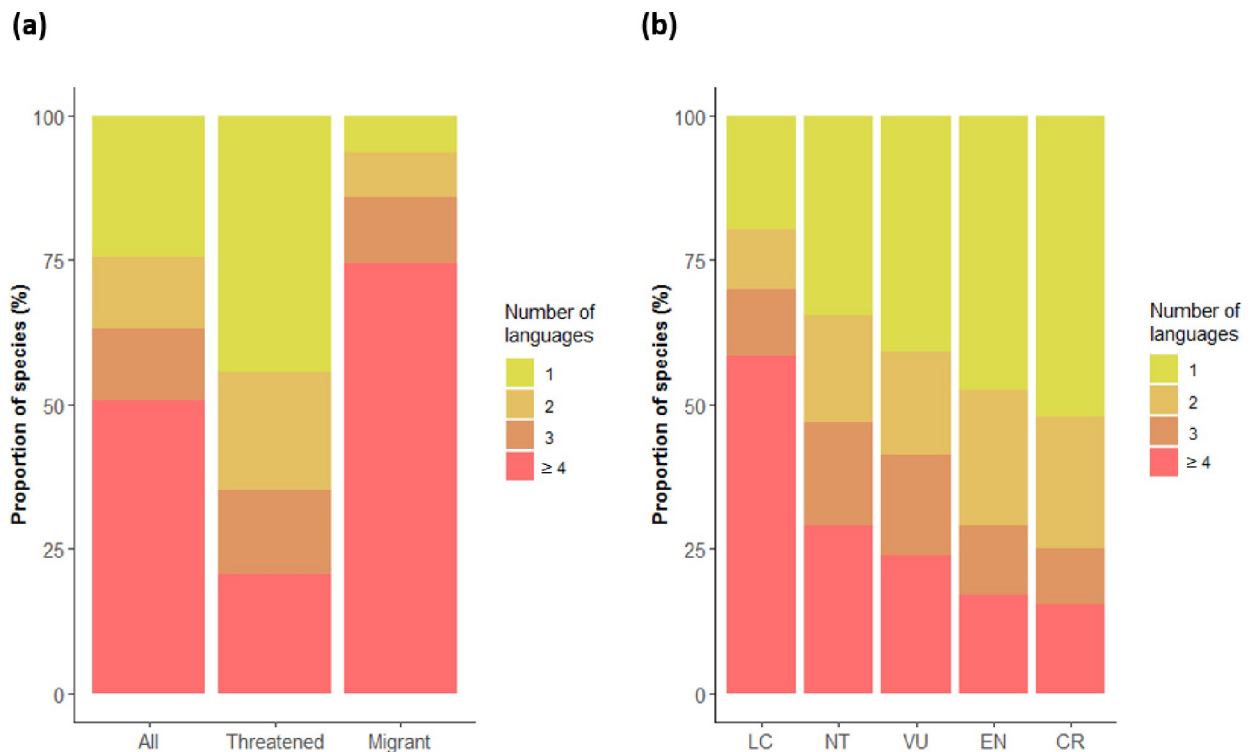 (a)
(b)
Proportion of species (%)
100
75
50
25
0
All Threatened Migrant
Number of
languages
1
2
3
≥ 4
Proportion of species (%)
100
75
50
25
0
LC NT VU EN CR
Number of
languages
1
2
3
≥ 4